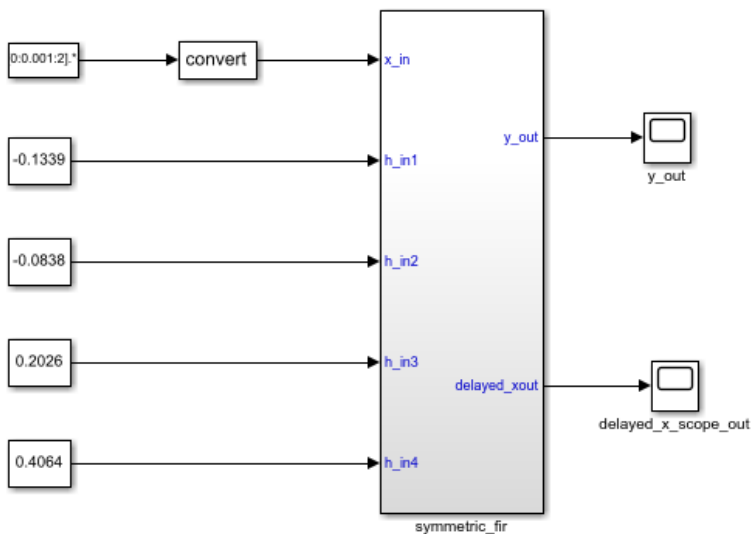 0:0.001:2].*
convert
x_in
-0.1339
h_in1
y_out
y_out
-0.0838
h_in2
0.2026
h_in3
delayed_xout
delayed_x_scope_out
0.4064
h_in4
symmetric_fir